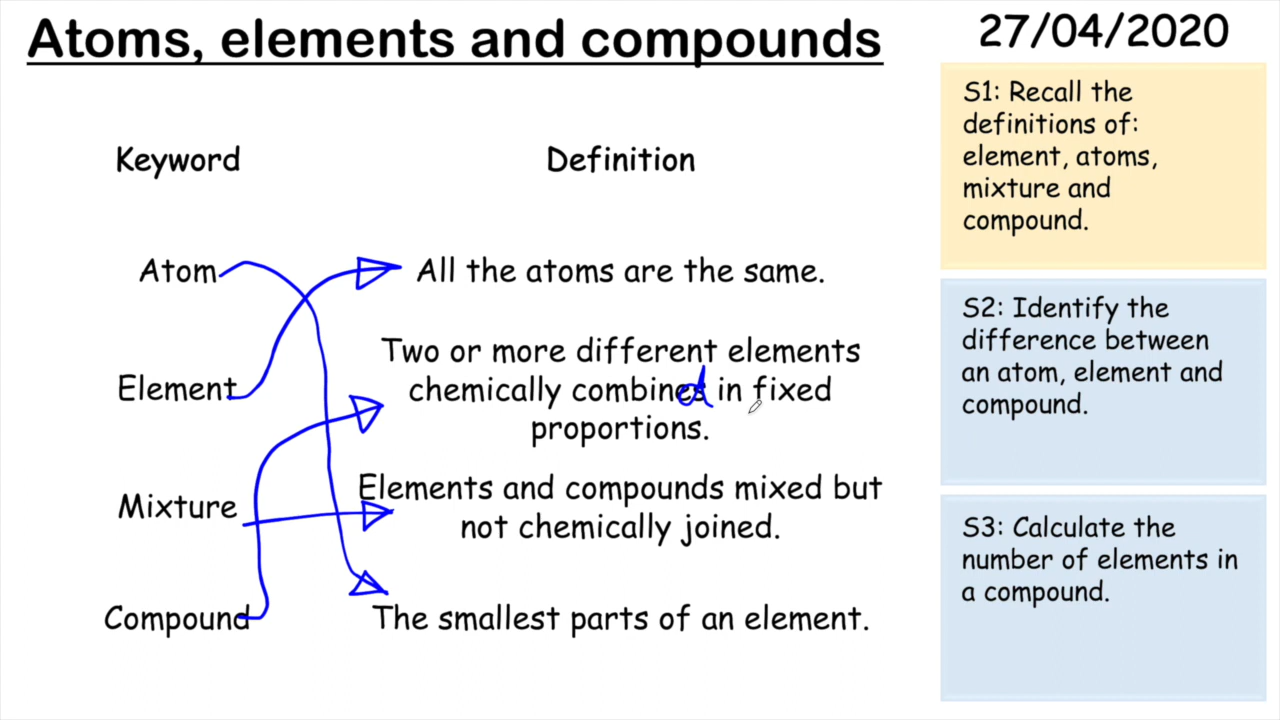 Atoms, elements and compounds
27/04/2020
Keyword
Definition
Atom
All the atoms are the same.
Element
Two or more different elements
chemically combined in fixed
proportions.
Mixture
Elements and compounds mixed but
not chemically joined.
Compound
The smallest parts of an element.
S1: Recall the
definitions of:
element, atoms,
mixture and
compound.
S2: Identify the
difference between
an atom, element and
compound.
S3: Calculate the
number of elements in
a compound.